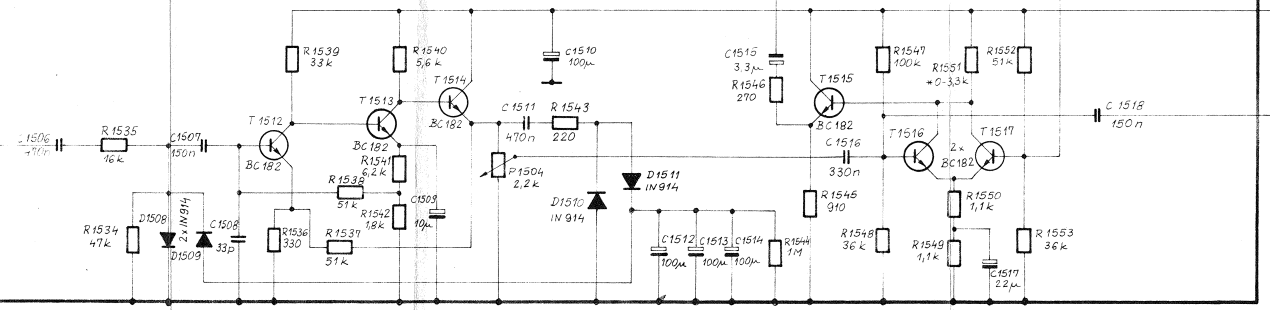 R1539
33k
R1540
5,6k
T1514
C1510
100µ
C1515
3.3µ
R1546
270
T1515
R1547
100k
R1551
*0-3,3k
R1552
51k
T1513
T1512
BC182
C1511
470n
R1543
220
BC182
T1516
T1517
C1518
150n
C1506
470n
R1535
16k
C1507
150n
BC182
BC182
R1541
6,2k
P1504
2,2k
C1516
330n
2x
BC182
R1538
51k
D1511
IN914
D1510
IN914
R1545
910
R1550
1,1k
R1534
47k
D1508
2xIN914
D1509
C1508
33p
R1536
330
R1537
51k
R1542
1,8k
C1509
10µ
C1512
100µ
C1513
100µ
C1514
100µ
R1544
1M
R1548
36k
R1549
1,1k
R1553
36k
C1517
22µ